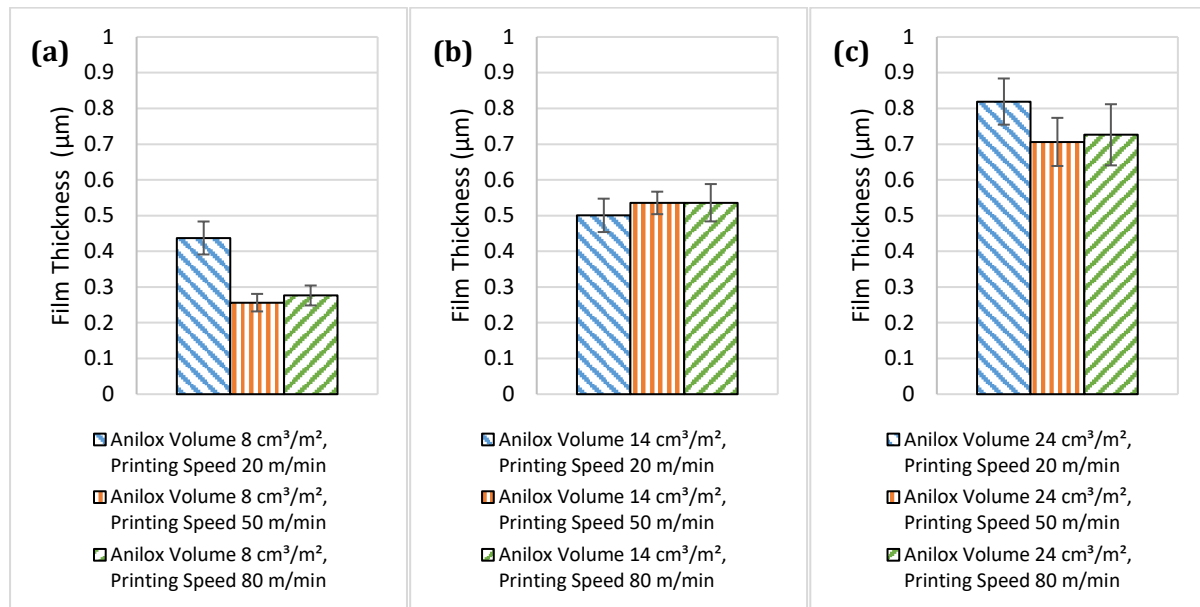 (a)
Film Thickness (µm)
1
0.9
0.8
0.7
0.6
0.5
0.4
0.3
0.2
0.1
0
Anilox Volume 8 cm³/m²,
Printing Speed 20 m/min
Anilox Volume 8 cm³/m²,
Printing Speed 50 m/min
Anilox Volume 8 cm³/m²,
Printing Speed 80 m/min
(b)
Film Thickness (µm)
1
0.9
0.8
0.7
0.6
0.5
0.4
0.3
0.2
0.1
0
Anilox Volume 14 cm³/m²,
Printing Speed 20 m/min
Anilox Volume 14 cm³/m²,
Printing Speed 50 m/min
Anilox Volume 14 cm³/m²,
Printing Speed 80 m/min
(c)
Film Thickness (µm)
1
0.9
0.8
0.7
0.6
0.5
0.4
0.3
0.2
0.1
0
Anilox Volume 24 cm³/m²,
Printing Speed 20 m/min
Anilox Volume 24 cm³/m²,
Printing Speed 50 m/min
Anilox Volume 24 cm³/m²,
Printing Speed 80 m/min